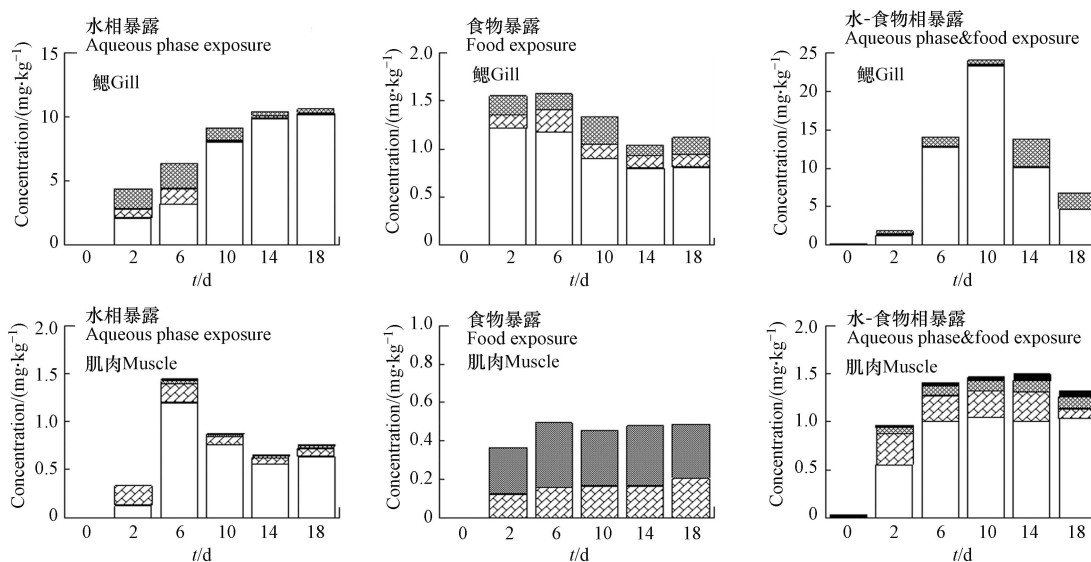 水相暴露
Aqueous phase exposure
鳃Gill
Concentration/(mg·kg⁻¹)
15
10
5
0
0 2 6 10 14 18
t/d
食物暴露
Food exposure
鳃Gill
Concentration/(mg·kg⁻¹)
2.0
1.5
1.0
0.5
0.0
0 2 6 10 14 18
t/d
水-食物相暴露
Aqueous phase&food exposure
鳃Gill
Concentration/(mg·kg⁻¹)
25
20
15
10
5
0
0 2 6 10 14 18
t/d
水相暴露
Aqueous phase exposure
肌肉Muscle
Concentration/(mg·kg⁻¹)
2.0
1.5
1.0
0.5
0.0
0 2 6 10 14 18
t/d
食物暴露
Food exposure
肌肉Muscle
Concentration/(mg·kg⁻¹)
1.0
0.8
0.6
0.4
0.2
0
0 2 6 10 14 18
t/d
水-食物相暴露
Aqueous phase&food exposure
肌肉Muscle
Concentration/(mg·kg⁻¹)
2.0
1.5
1.0
0.5
0.0
0 2 6 10 14 18
t/d